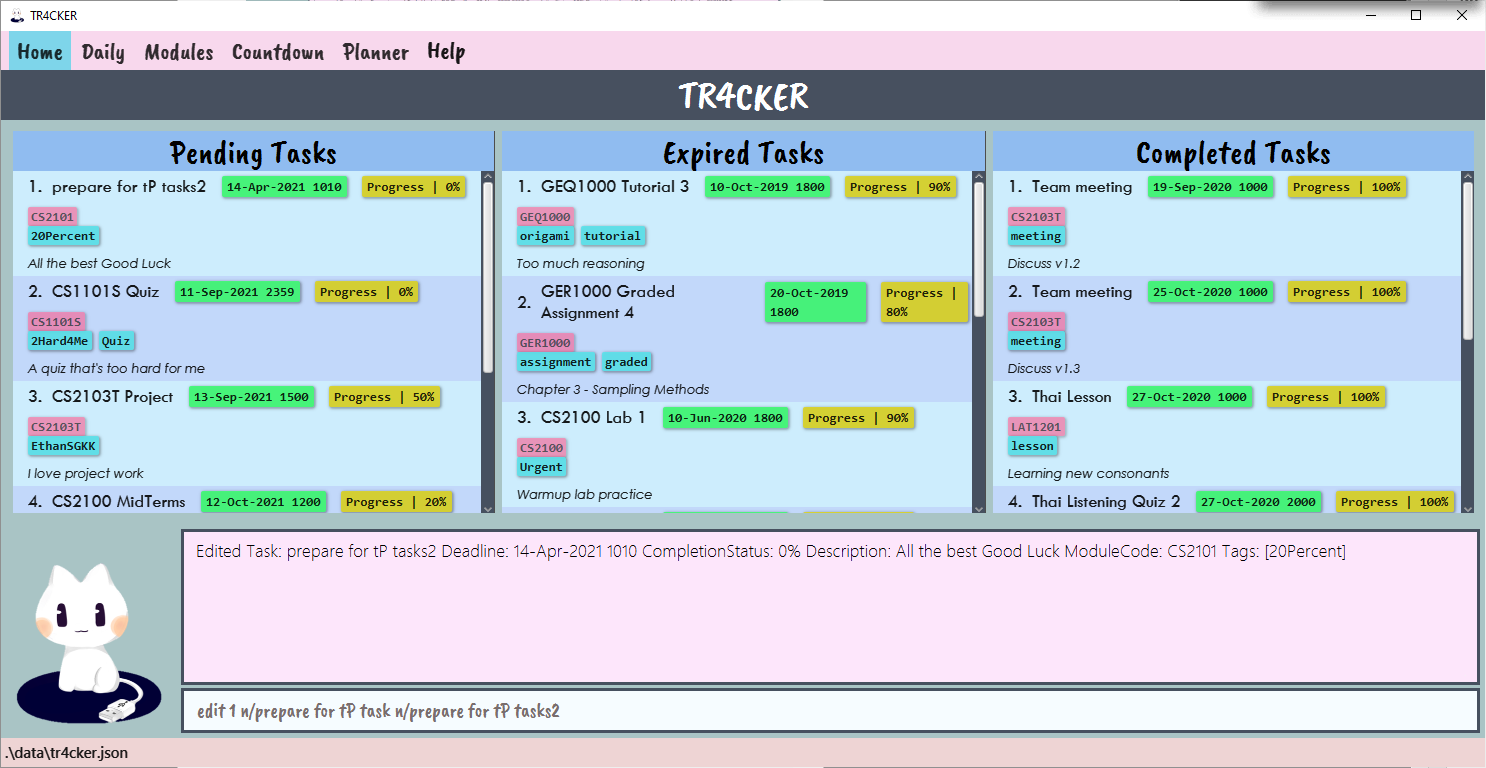 TR4CKER
Home Daily Modules Countdown Planner Help
TR4CKER
Pending Tasks
1. prepare for tP tasks2 14-Apr-2021 1010 Progress | 0%
CS2101
20Percent
All the best Good Luck
2. CS1101S Quiz 11-Sep-2021 2359 Progress | 0%
CS1101S
2Hard4Me Quiz
A quiz that's too hard for me
3. CS2103T Project 13-Sep-2021 1500 Progress | 50%
CS2103T
EthanSGKK
I love project work
4. CS2100 MidTerms 12-Oct-2021 1200 Progress | 20%
Expired Tasks
1. GEQ1000 Tutorial 3 10-Oct-2019 1800 Progress | 90%
GEQ1000
origami tutorial
Too much reasoning
2. GER1000 Graded
Assignment 4
20-Oct-2019
1800
Progress |
80%
GER1000
assignment graded
Chapter 3 - Sampling Methods
3. CS2100 Lab 1 10-Jun-2020 1800 Progress | 90%
CS2100
Urgent
Warmup lab practice
Completed Tasks
1. Team meeting 19-Sep-2020 1000 Progress | 100%
CS2103T
meeting
Discuss v1.2
2. Team meeting 25-Oct-2020 1000 Progress | 100%
CS2103T
meeting
Discuss v1.3
3. Thai Lesson 27-Oct-2020 1000 Progress | 100%
LAT1201
lesson
Learning new consonants
4. Thai Listening Quiz 2 27-Oct-2020 2000 Progress | 100%
Edited Task: prepare for tP tasks2 Deadline: 14-Apr-2021 1010 CompletionStatus: 0% Description: All the best Good Luck ModuleCode: CS2101 Tags: [20Percent]
edit 1 n/prepare for tP task n/prepare for tP tasks2
.\data\tr4cker.json